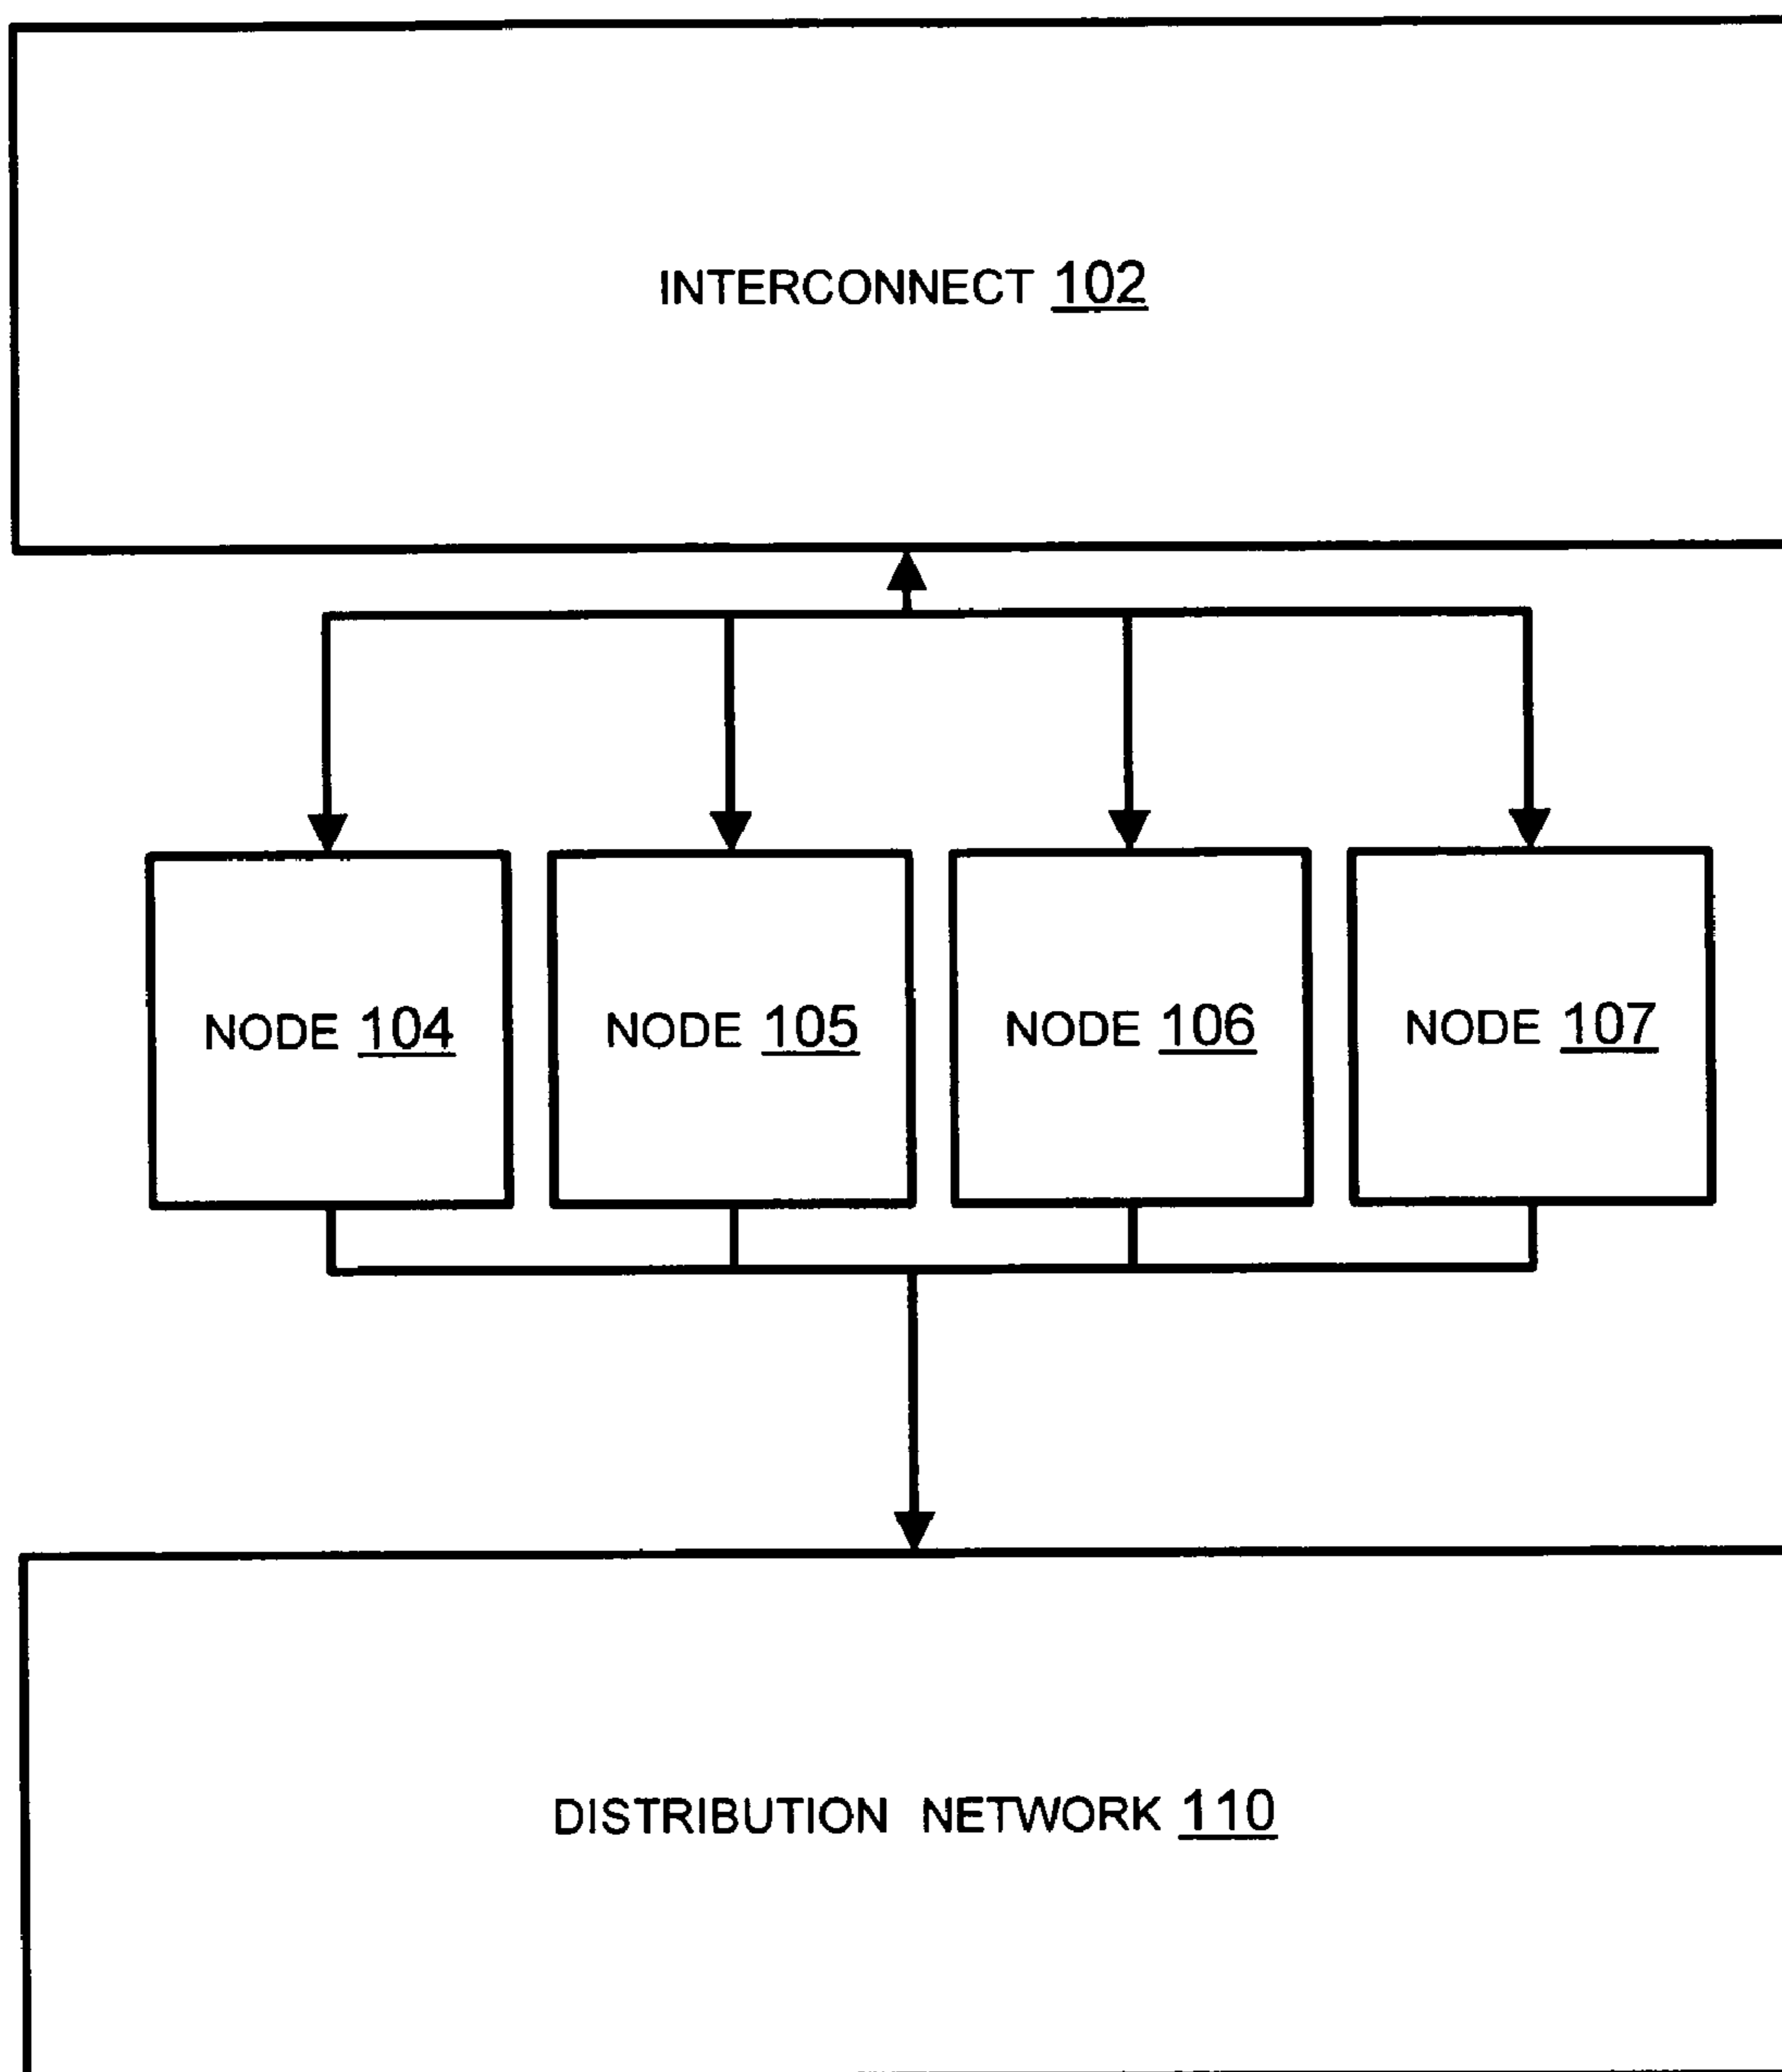 INTERCONNECT 102
NODE 104
NODE 105
NODE 106
NODE 107
DISTRIBUTION NETWORK 110